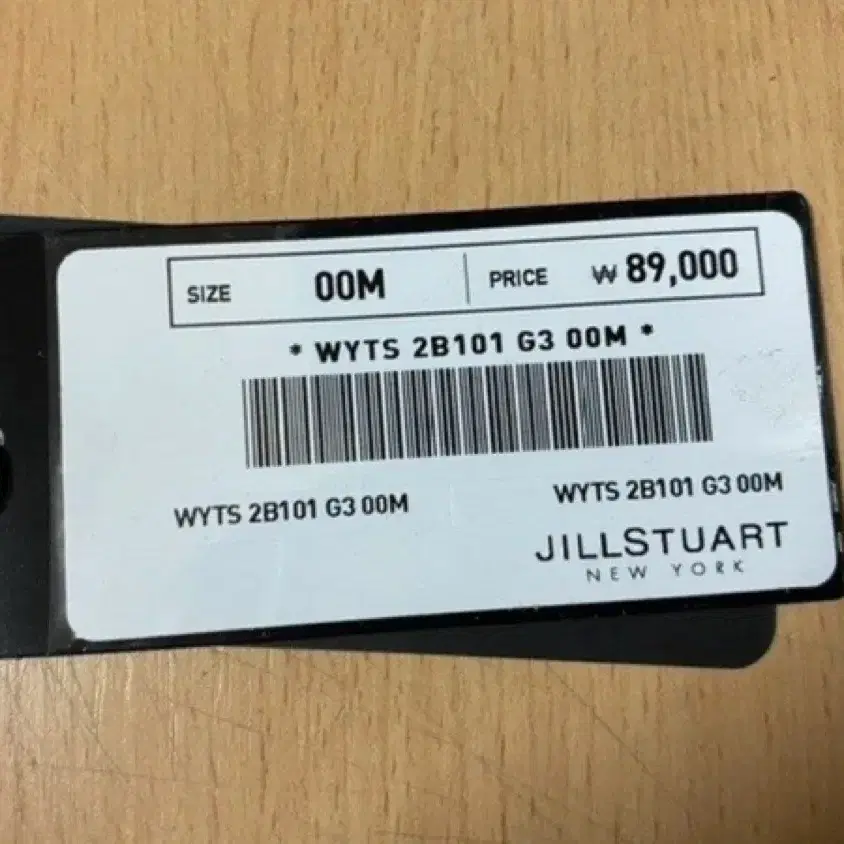 SIZE 00M PRICE ₩ 89,000
* WYTS 2B101 G3 00M *
WYTS 2B101 G3 00M WYTS 2B101 G3 00M
JILLSTUART
NEW YORK